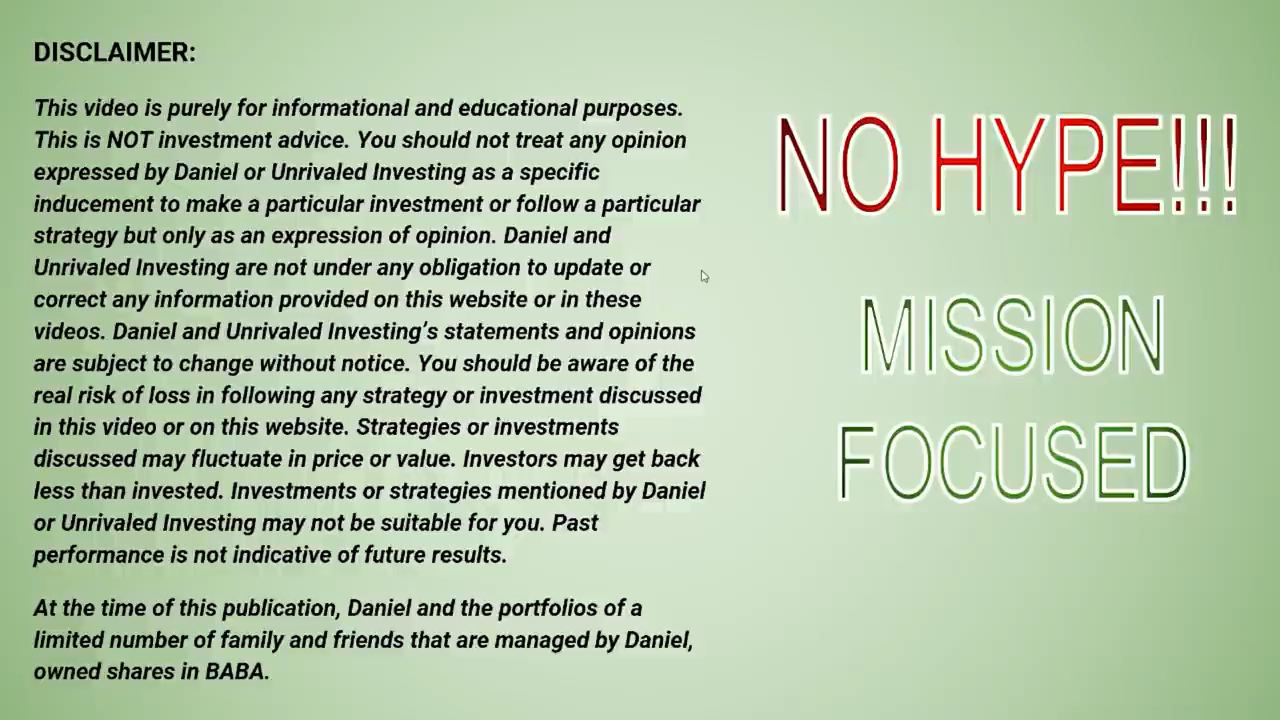 DISCLAIMER:
This video is purely for informational and educational purposes.
This is NOT investment advice. You should not treat any opinion
expressed by Daniel or Unrivaled Investing as a specific
inducement to make a particular investment or follow a particular
strategy but only as an expression of opinion. Daniel and
Unrivaled Investing are not under any obligation to update or
correct any information provided on this website or in these
videos. Daniel and Unrivaled Investing’s statements and opinions
are subject to change without notice. You should be aware of the
real risk of loss in following any strategy or investment discussed
in this video or on this website. Strategies or investments
discussed may fluctuate in price or value. Investors may get back
less than invested. Investments or strategies mentioned by Daniel
or Unrivaled Investing may not be suitable for you. Past
performance is not indicative of future results.
At the time of this publication, Daniel and the portfolios of a
limited number of family and friends that are managed by Daniel,
owned shares in BABA.
NO HYPE!!!
MISSION
FOCUSED